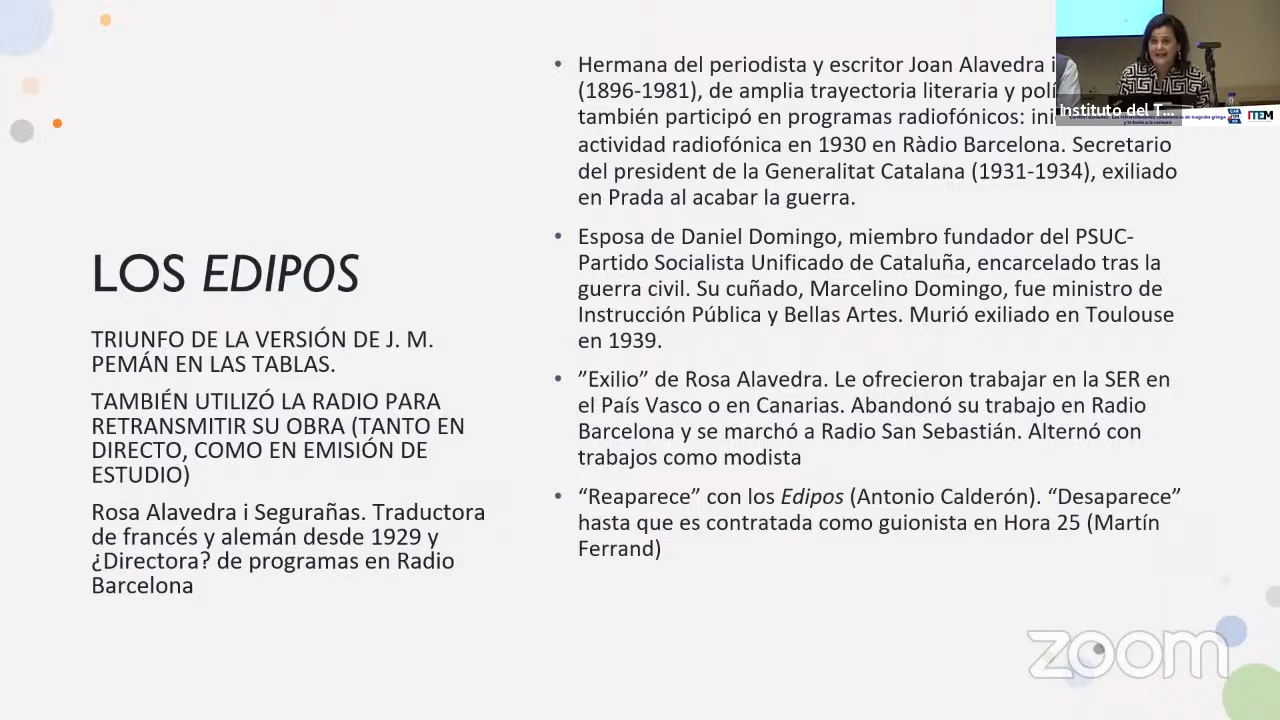 LOS EDIPOS
TRIUNFO DE LA VERSIÓN DE J. M.
PEMÁN EN LAS TABLAS.
TAMBIÉN UTILIZÓ LA RADIO PARA
RETRANSMITIR SU OBRA (TANTO EN
DIRECTO, COMO EN EMISIÓN DE
ESTUDIO)
Rosa Alavedra i Segurañas. Traductora
de francés y alemán desde 1929 y
¿Directora? de programas en Radio
Barcelona
• Hermana del periodista y escritor Joan Alavedra i
(1896-1981), de amplia trayectoria literaria y polí
también participó en programas radiofónicos: ini
actividad radiofónica en 1930 en Ràdio Barcelona. Secretario
del president de la Generalitat Catalana (1931-1934), exiliado
en Prada al acabar la guerra.
• Esposa de Daniel Domingo, miembro fundador del PSUC-
Partido Socialista Unificado de Cataluña, encarcelado tras la
guerra civil. Su cuñado, Marcelino Domingo, fue ministro de
Instrucción Pública y Bellas Artes. Murió exiliado en Toulouse
en 1939.
• ”Exilio” de Rosa Alavedra. Le ofrecieron trabajar en la SER en
el País Vasco o en Canarias. Abandonó su trabajo en Radio
Barcelona y se marchó a Radio San Sebastián. Alternó con
trabajos como modista
• “Reaparece” con los Edipos (Antonio Calderón). “Desaparece”
hasta que es contratada como guionista en Hora 25 (Martín
Ferrand)
Instituto del T...
ITEM
zoom